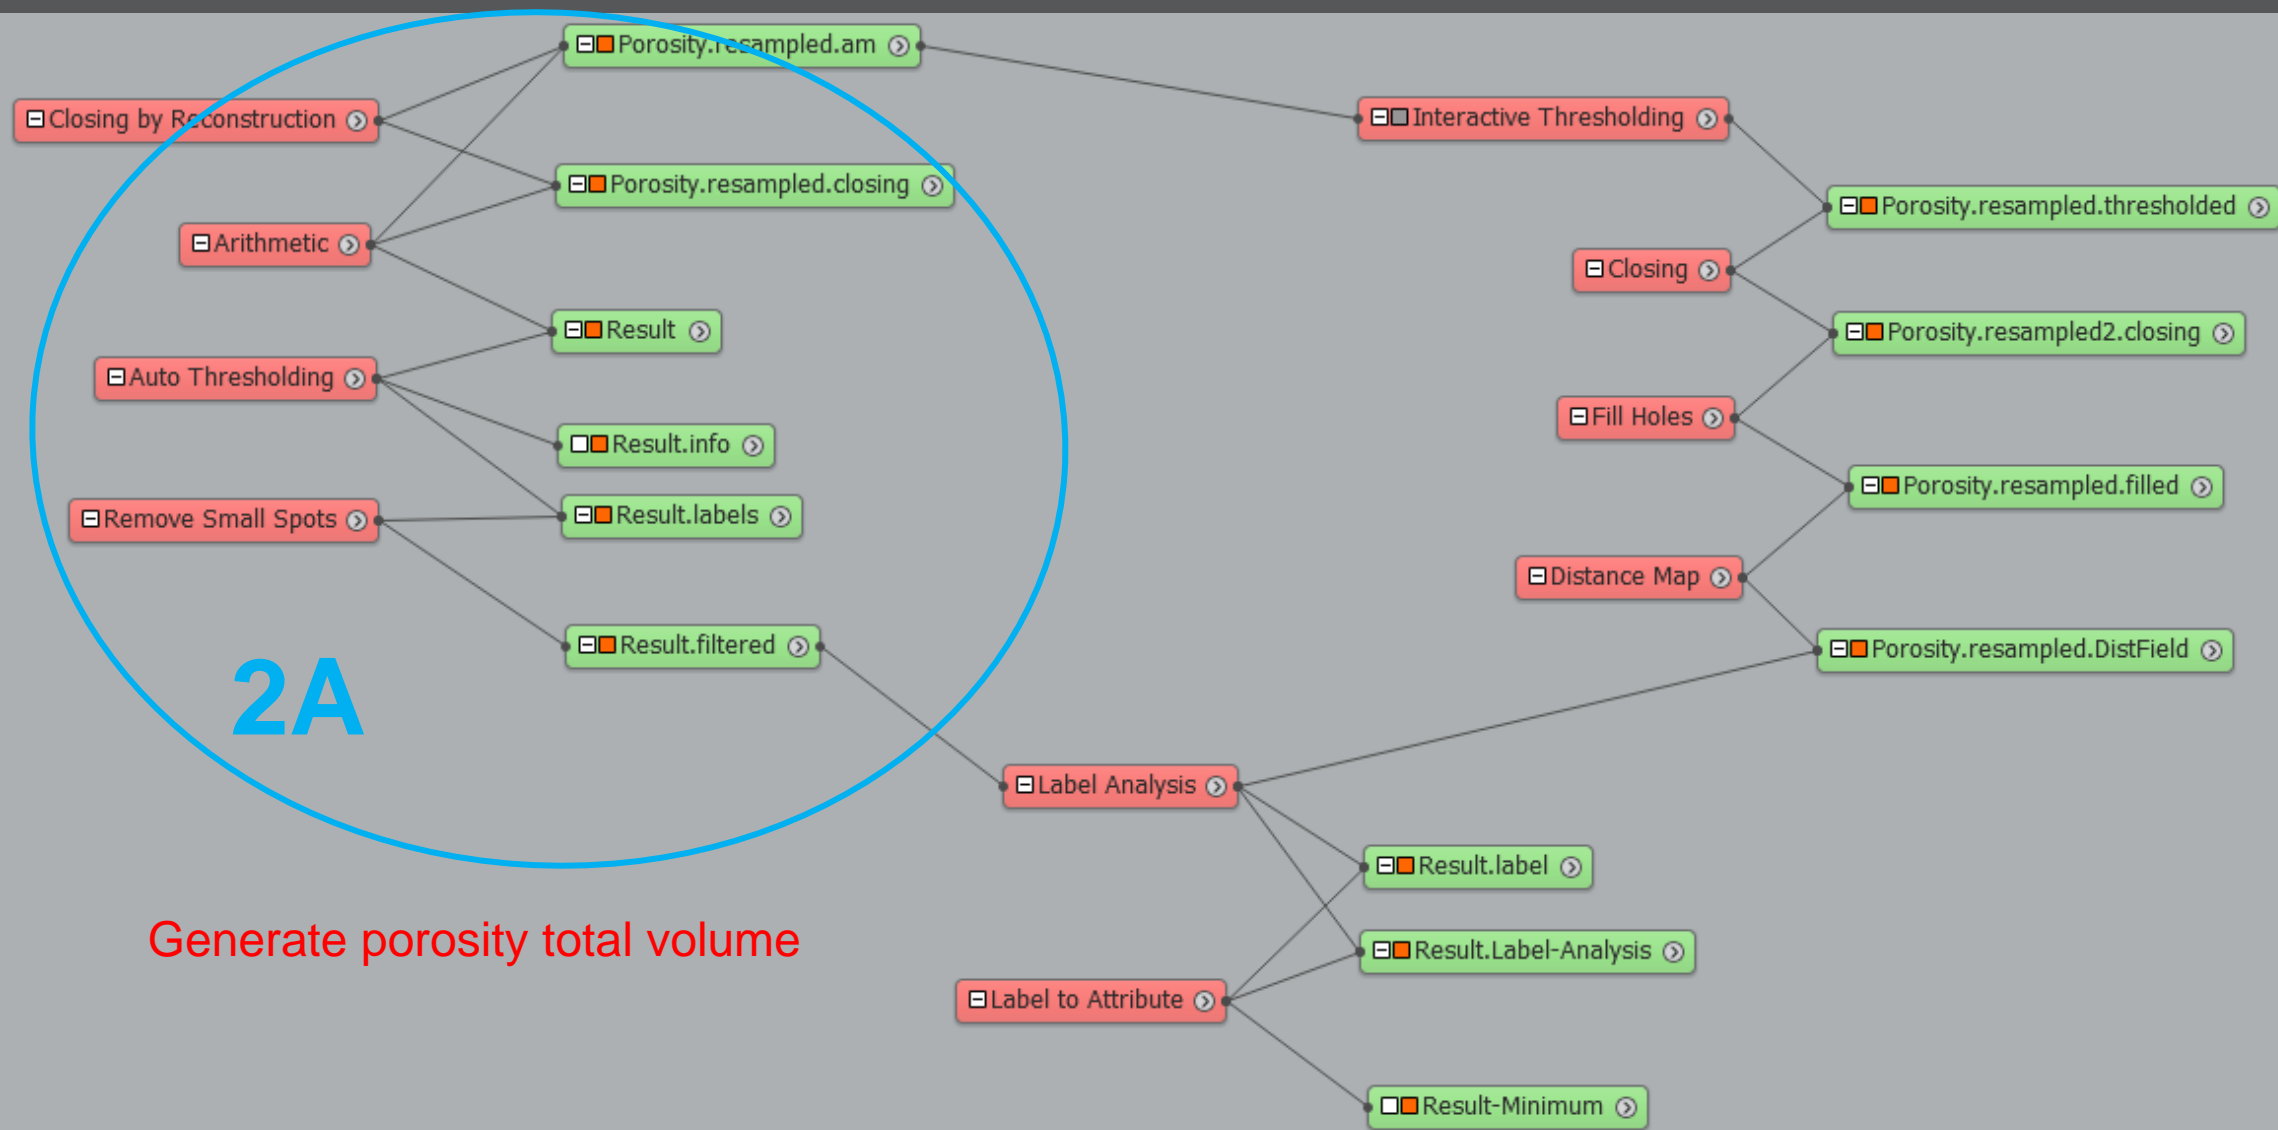 Porosity.resampled.am
Closing by Reconstruction
Interactive Thresholding
Porosity.resampled.closing
Porosity.resampled.thresholded
Arithmetic
Closing
Result
Porosity.resampled2.closing
Auto Thresholding
Fill Holes
Result.info
Porosity.resampled.filled
Remove Small Spots
Result.labels
Distance Map
Result.filtered
Porosity.resampled.DistField
2A
Label Analysis
Result.label
Generate porosity total volume
Result.Label-Analysis
Label to Attribute
Result-Minimum